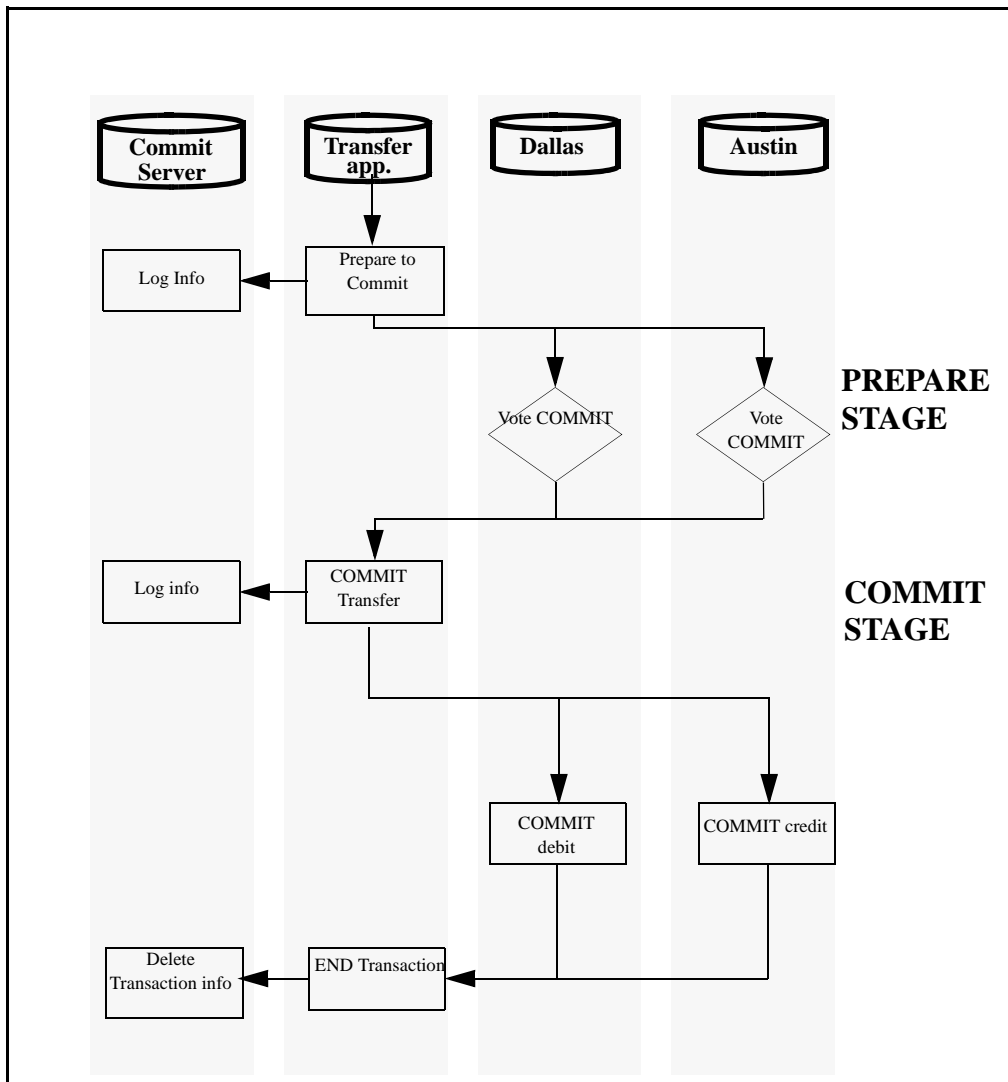 Commit
Server
Transfer
app.
Dallas
Austin
Log Info
Prepare to
Commit
PREPARE
STAGE
Vote COMMIT
Vote
COMMIT
Log info
COMMIT
Transfer
COMMIT
STAGE
COMMIT
debit
COMMIT credit
Delete
Transaction info
END Transaction